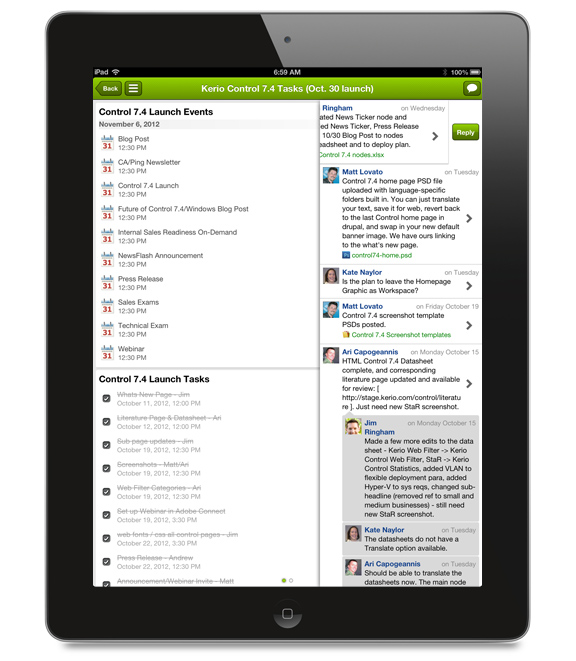 iPad
6:59 AM
100%
Back
Kerio Control 7.4 Tasks (Oct. 30 launch)
Control 7.4 Launch Events
November 6, 2012
31
Blog Post
12:30 PM
31
CA/Ping Newsletter
12:30 PM
31
Control 7.4 Launch
12:30 PM
31
Future of Control 7.4/Windows Blog Post
12:30 PM
31
Internal Sales Readiness On-Demand
12:30 PM
31
NewsFlash Announcement
12:30 PM
31
Press Release
12:30 PM
31
Sales Exams
12:30 PM
31
Technical Exam
12:30 PM
31
Webinar
12:30 PM
Control 7.4 Launch Tasks
Whats New Page - Jim
October 11, 2012, 12:00 PM
Literature Page & Datasheet - Ari
October 12, 2012, 12:30 PM
Sub page updates - Jim
October 19, 2012, 12:30 PM
Screenshots - Matt/Ari
October 19, 2012, 12:30 PM
Web Filter Categories - Ari
October 19, 2012, 12:30 PM
Set up Webinar in Adobe Connect
October 19, 2012, 3:30 PM
web fonts / css all control pages - Jim
October 22, 2012, 3:30 PM
Press Release - Andrew
October 22, 2012, 12:30 PM
Announcement/Webinar Invite - Matt
Ringham
on Wednesday
ated News Ticker node and
ed News Ticker, Press Release
10/30 Blog Post to nodes
eadsheet and to deploy plan.
Control 7.4 nodes.xlsx
Reply
Matt Lovato
on Tuesday
Control 7.4 home page PSD file
uploaded with language-specific
folders built in. You can just translate
your text, save it for web, revert back
to the last Control home page in
drupal, and swap in your new default
banner image. We have ours linking
to the what's new page.
control74-home.psd
Kate Naylor
on Tuesday
Is the plan to leave the Homepage
Graphic as Workspace?
Matt Lovato
on Friday October 19
Control 7.4 screenshot template
PSDs posted.
Control 7.4 Screenshot templates
Ari Capogeannis
on Monday October 15
HTML Control 7.4 Datasheet
complete, and corresponding
literature page updated and available
for review: [
http://stage.kerio.com/control/literatu
re ]. Just need new StaR screenshot.
Jim
Ringham
on Monday October 15
Made a few more edits to the data
sheet - Kerio Web Filter -> Kerio
Control Web Filter, StaR -> Kerio
Control Statistics, added VLAN to
flexible deployment para, added
Hyper-V to sys reqs, changed sub-
headline (removed ref to small and
medium businesses) - still need
new StaR screenshot.
Kate Naylor
on Tuesday
The datasheets do not have a
Translate option available.
Ari Capogeannis
on Tuesday
Should be able to translate the
datasheets now. The main node